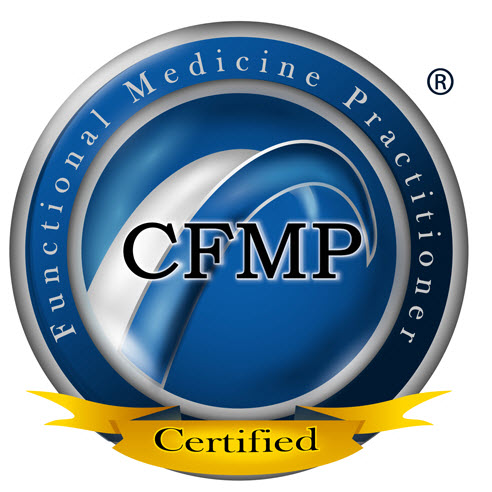 Functional Medicine Practitioner
®
CFMP
Certified